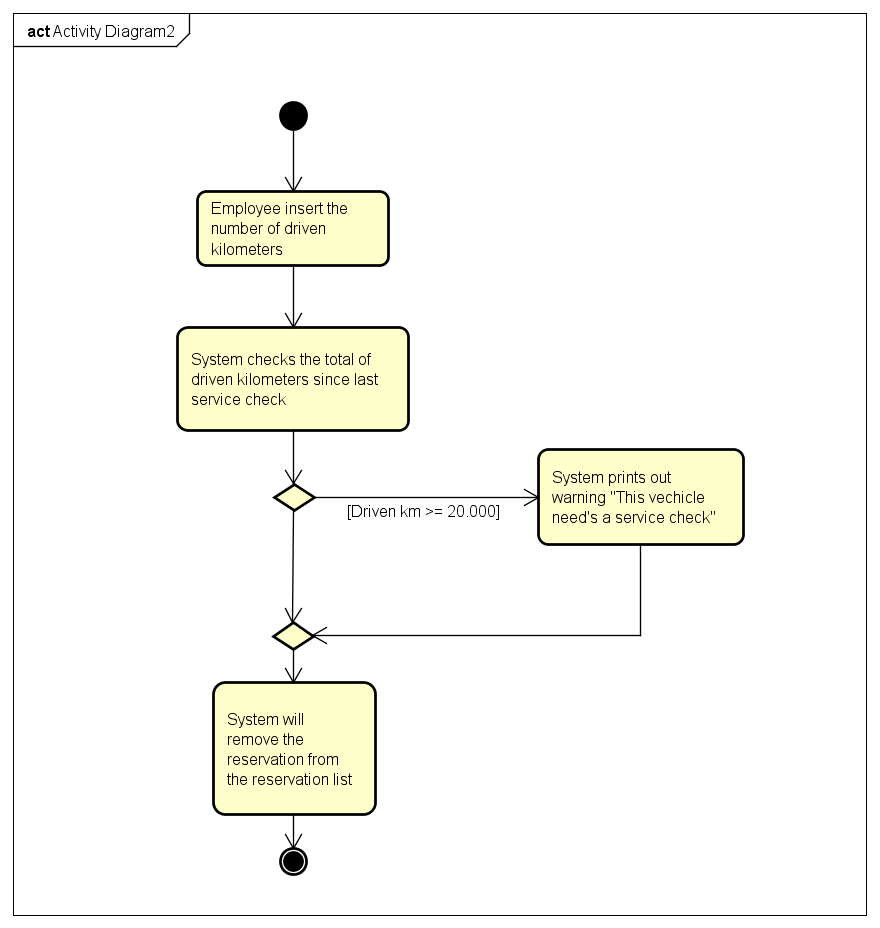 act Activity Diagram2
Employee insert the
number of driven
kilometers
System checks the total of
driven kilometers since last
service check
[Driven km >= 20.000]
System prints out
warning "This vechicle
need's a service check"
System will
remove the
reservation from
the reservation list